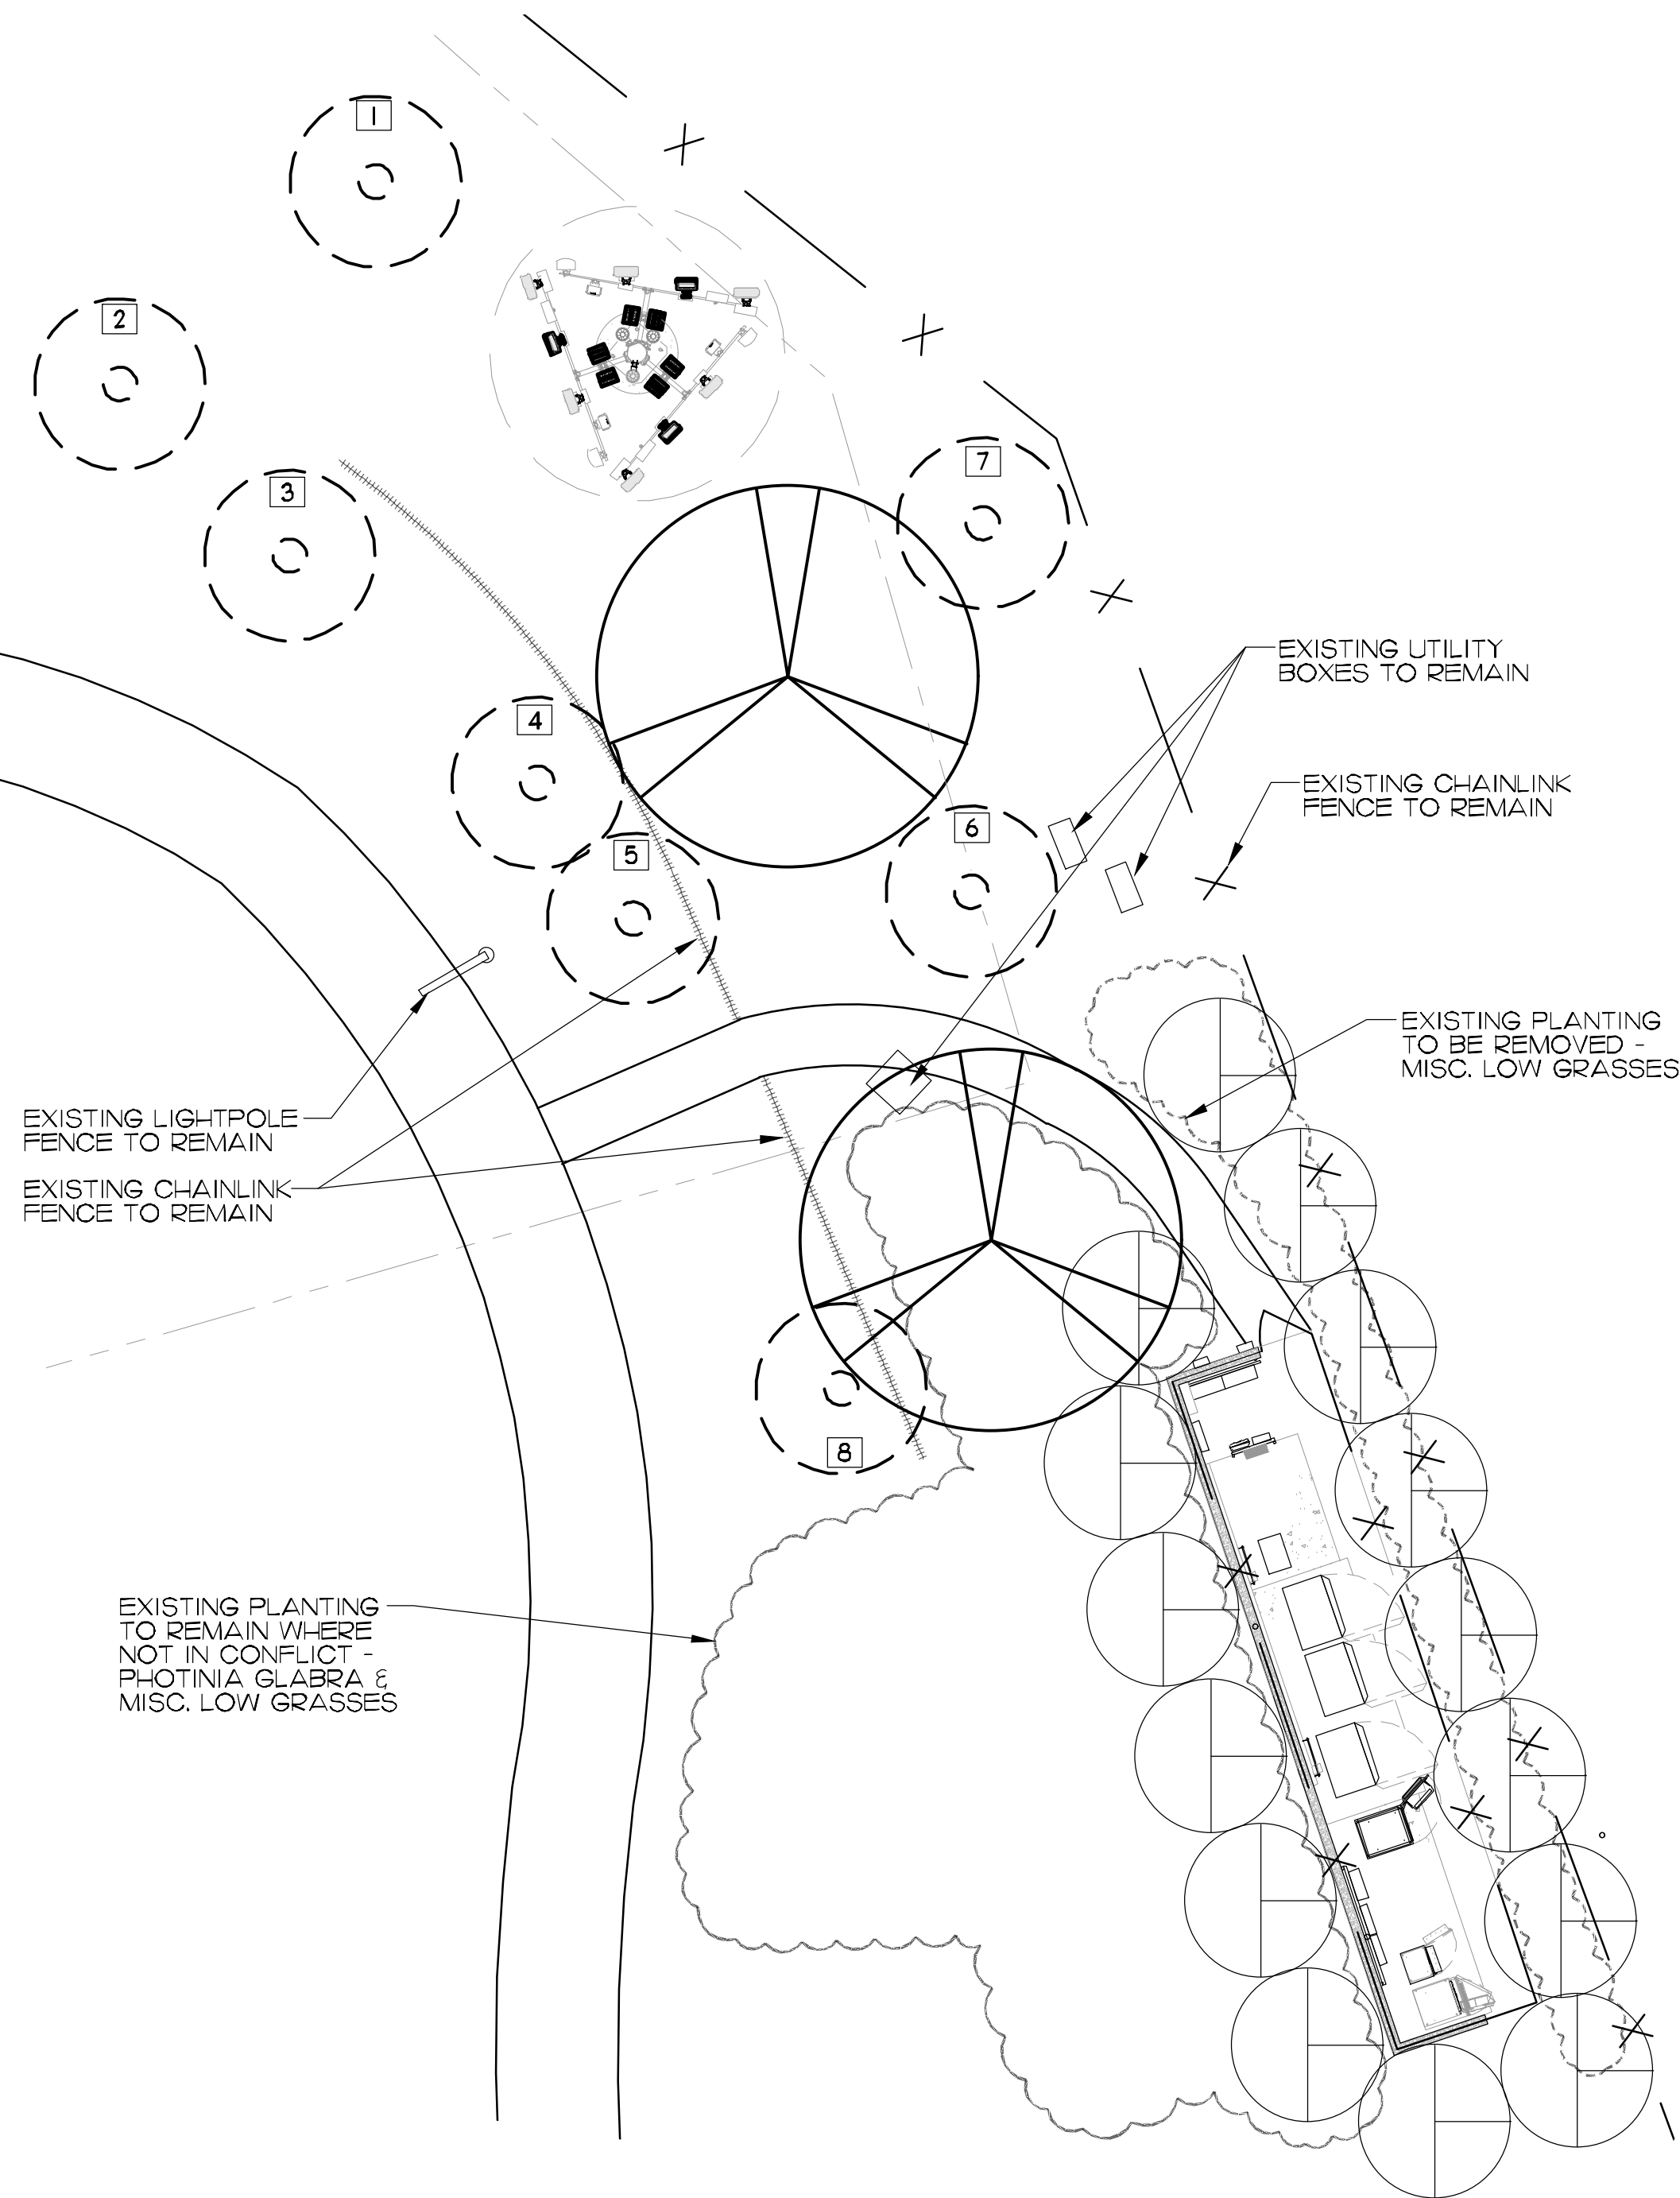 1
2
3
7
4
5
6
EXISTING UTILITY
BOXES TO REMAIN
EXISTING CHAINLINK
FENCE TO REMAIN
EXISTING PLANTING
TO BE REMOVED -
MISC. LOW GRASSES
EXISTING LIGHTPOLE
FENCE TO REMAIN
EXISTING CHAINLINK
FENCE TO REMAIN
8
EXISTING PLANTING
TO REMAIN WHERE
NOT IN CONFLICT -
PHOTINIA GLABRA &
MISC. LOW GRASSES